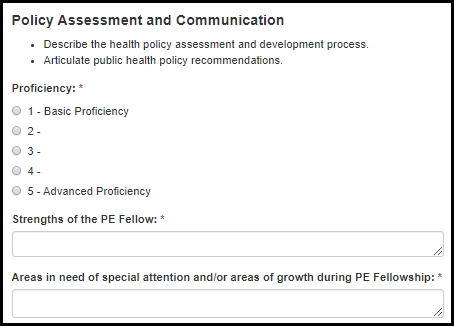 Policy Assessment and Communication
• Describe the health policy assessment and development process.
• Articulate public health policy recommendations.
Proficiency: *
1 - Basic Proficiency
2 -
3 -
4 -
5 - Advanced Proficiency
Strengths of the PE Fellow: *
Areas in need of special attention and/or areas of growth during PE Fellowship: *